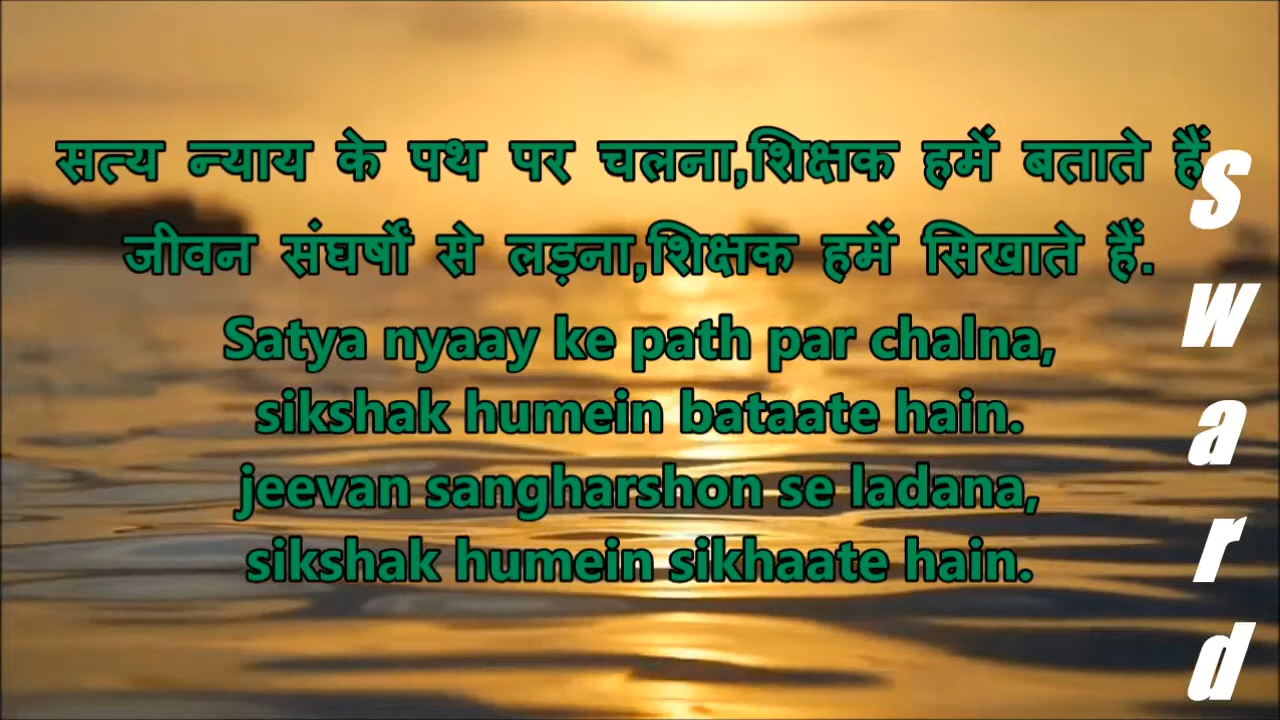 सत्य न्याय के पथ पर चलना,शिक्षक हमें बताते हैं
जीवन संघर्षों से लड़ना,शिक्षक हमें सिखाते हैं.
Satya nyaay ke path par chalna,
sikshak humein bataate hain.
jeevan sangharshon se ladana,
sikshak humein sikhaate hain.
Sward